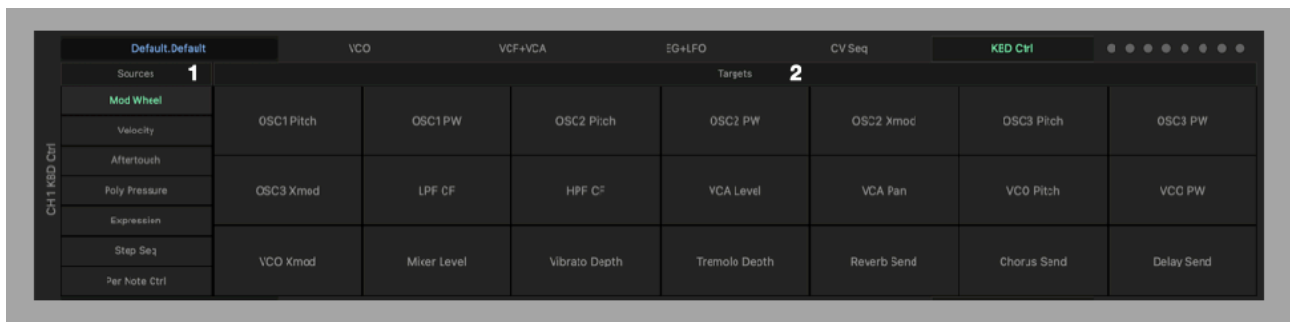 Default.Default VCO VCF+VCA EG+LFO CV Seq KBD Ctrl
Sources 1 Targets 2
Mod Wheel
Velocity
Aftertouch
Poly Pressure
Expression
Step Seq
Per Note Ctrl
CH1 KBD Ctrl
OSC1 Pitch OSC1 PW OSC2 Pitch OSC2 PW OSC2 Xmod OSC3 Pitch OSC3 PW
OSC3 Xmod LPF CF HPF CF VCA Level VCA Pan VCO Pitch VCO PW
VCO Xmod Mixer Level Vibrato Depth Tremolo Depth Reverb Send Chorus Send Delay Send